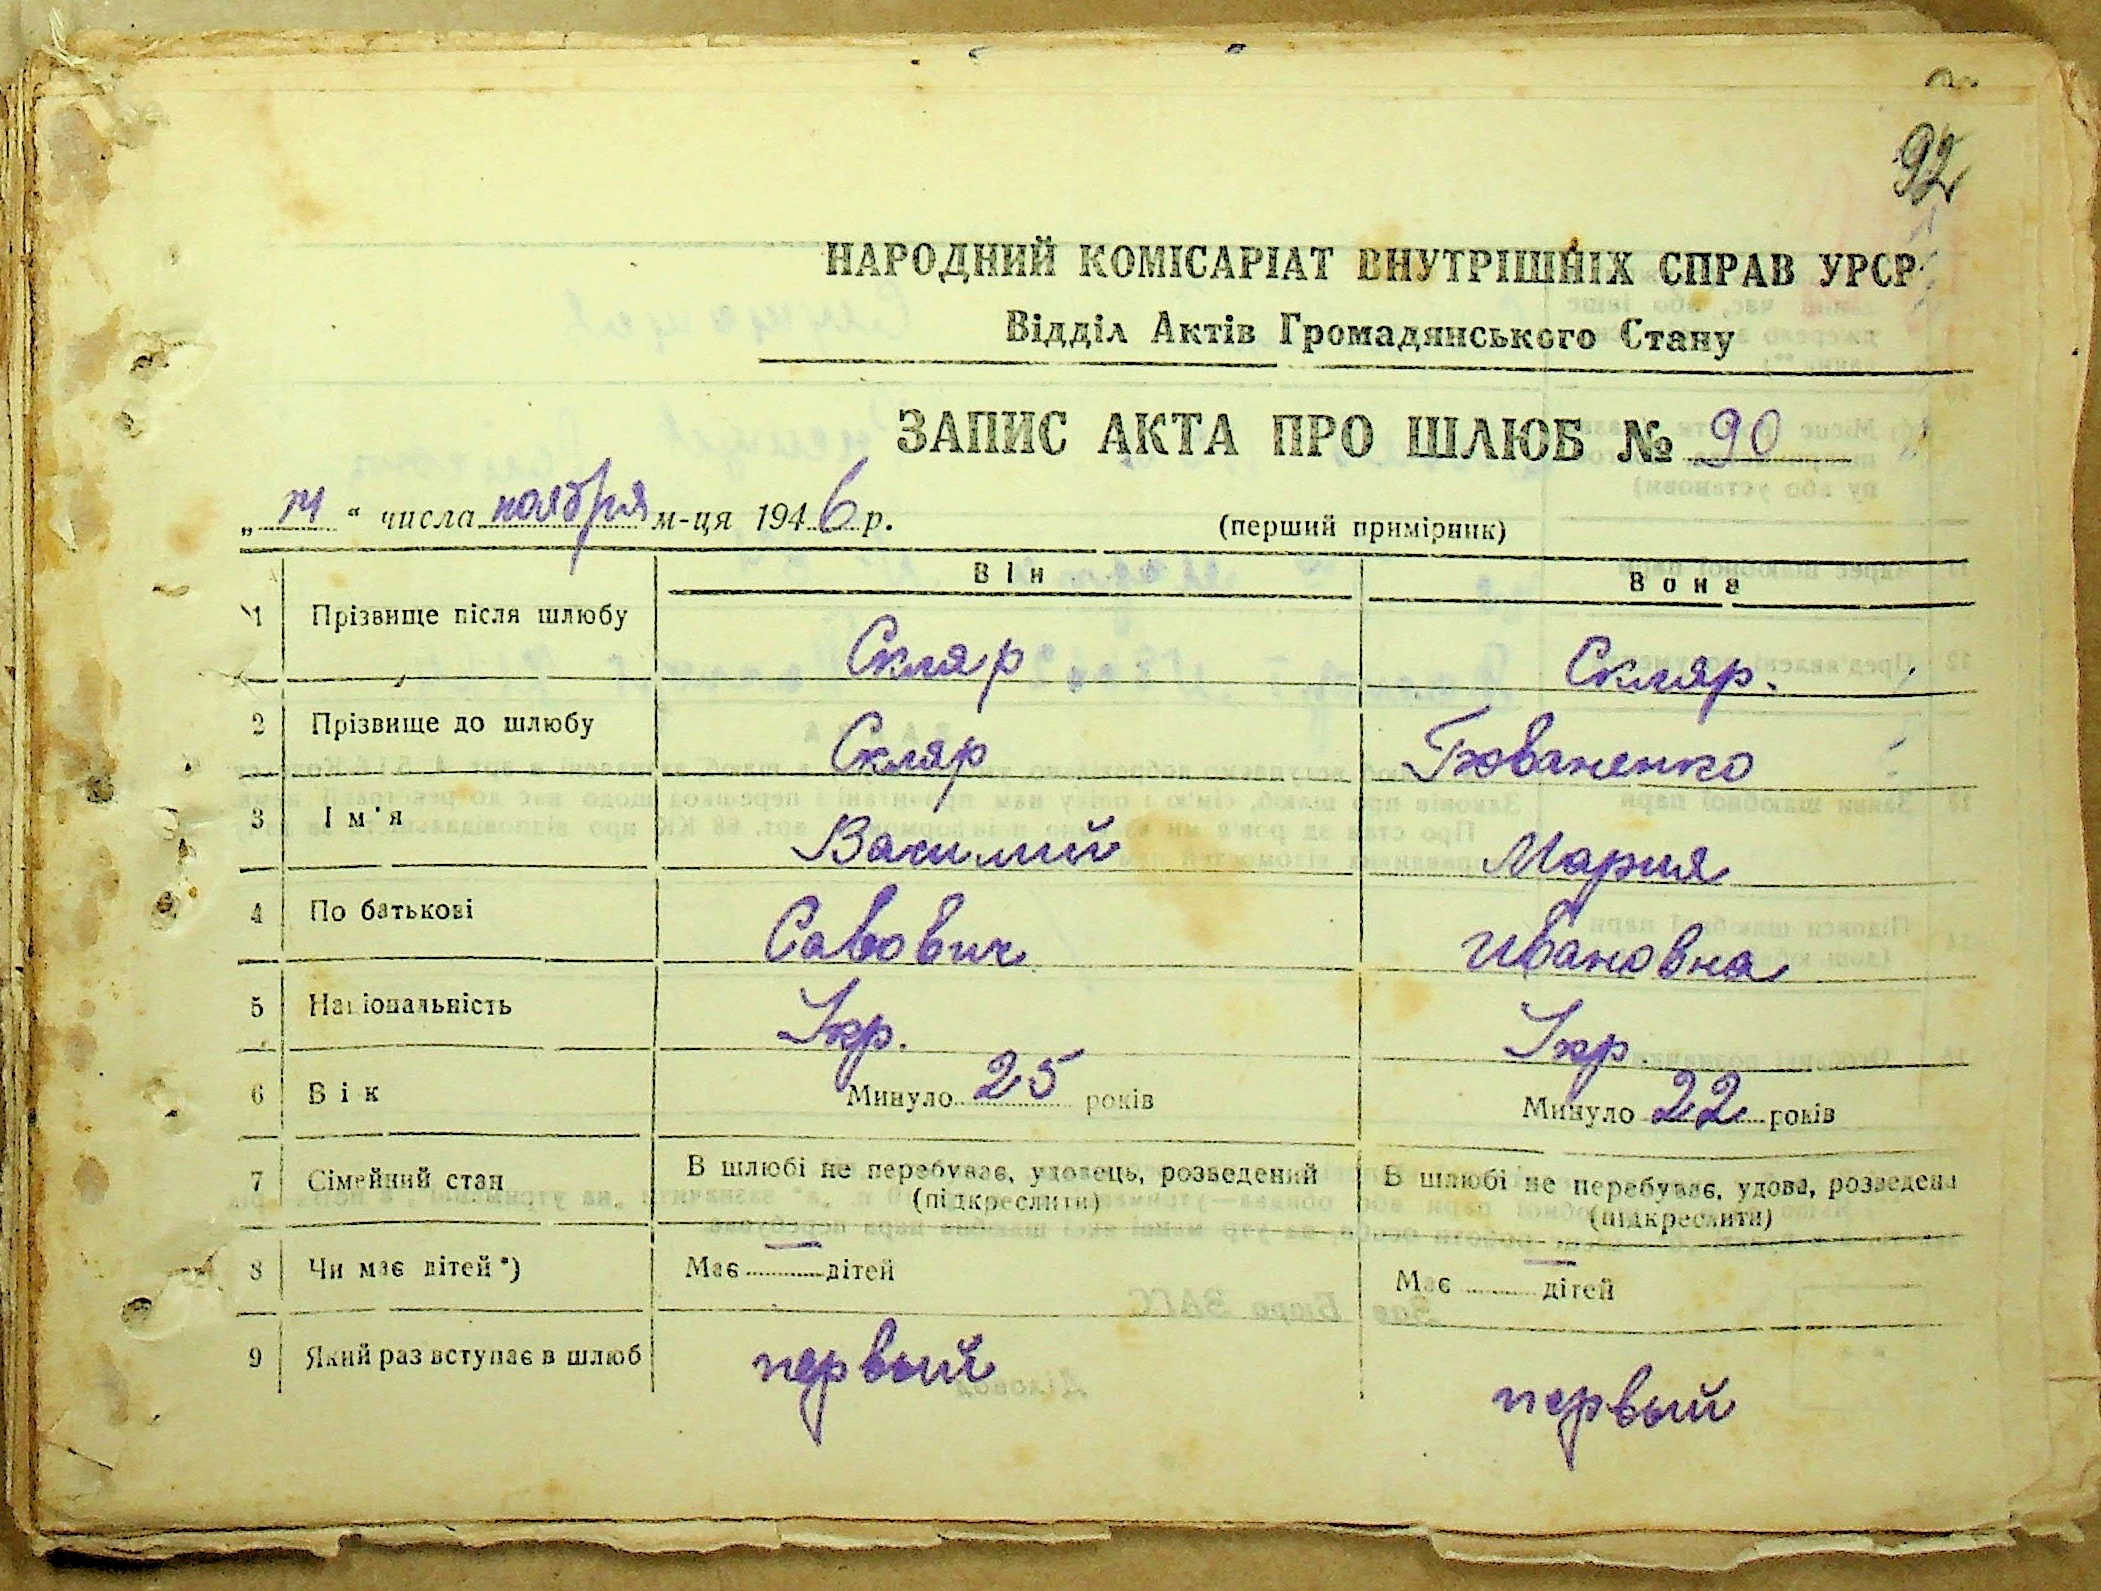 92
НАРОДНИЙ КОМІСАРІАТ ВНУТРІШНІХ СПРАВ УРСР
Відділ Актів Громадянського Стану
ЗАПИС АКТА ПРО ШЛЮБ № 90
„ “ числа ноября м-ця 1946 р.
(перший примірник)
Він Вона
1 Прізвище після шлюбу Скляр Скляр.
2 Прізвище до шлюбу Скляр
3 Ім'я Василий Мария
4 По батькові Савович Ивановна
5 Національність Укр. Укр
6 Вік Минуло 25 років Минуло 22 років
7 Сімейний стан В шлюбі не перебуває, удовець, розведений В шлюбі не перебуває, удова, розведена
(підкреслити) (підкреслити)
8 Чи має дітей*) Має — дітей Має — дітей
9 Який раз вступає в шлюб первый первый